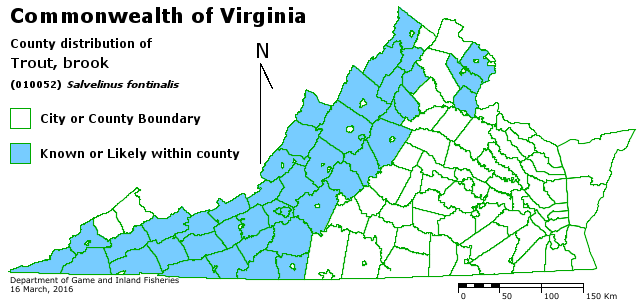 Commonwealth of Virginia
County distribution of
Trout, brook
(010052) Salvelinus fontinalis
N
City or County Boundary
Known or Likely within county
Department of Game and Inland Fisheries
16 March, 2016
0 50 100 150 Km